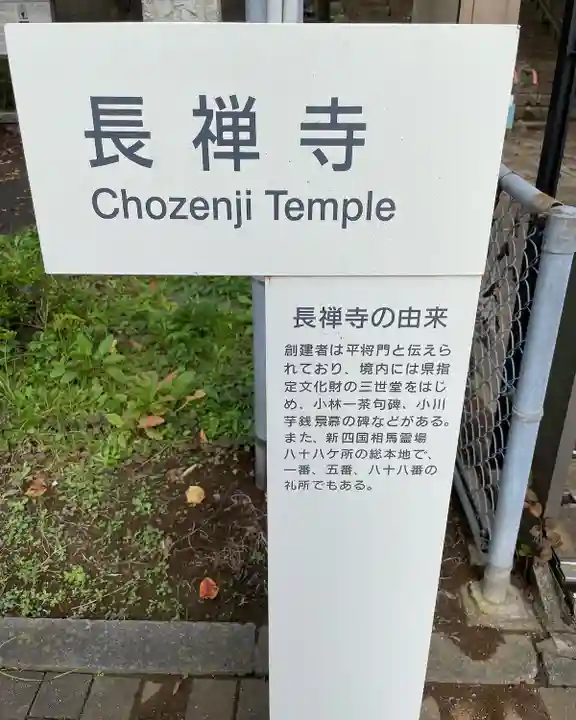 長禅寺
Chozenji Temple
長禅寺の由来
創建者は平将門と伝えら
れており、境内には県指
定文化財の三世堂をはじ
め、小林一茶句碑、小川
芋銭景慕の碑などがある。
また、新四国相馬霊場
八十八ケ所の総本地で、
一番、五番、八十八番の
札所でもある。